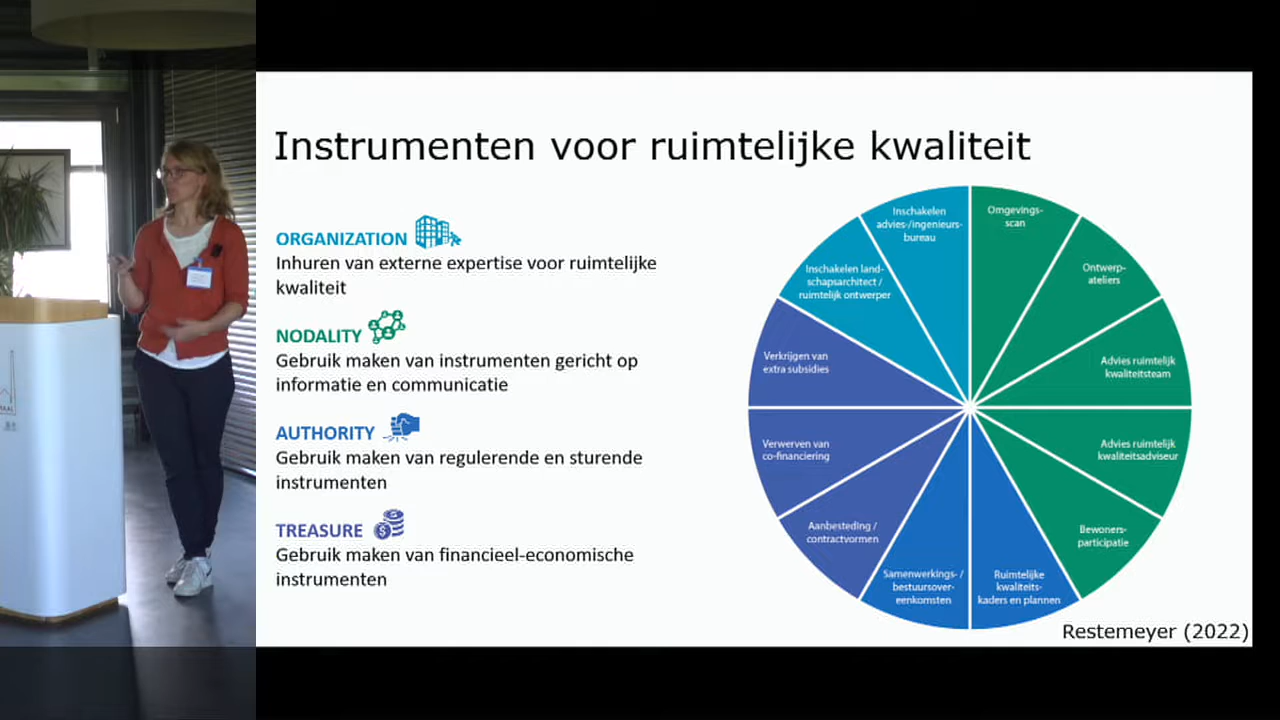 Instrumenten voor ruimtelijke kwaliteit
ORGANIZATION
Inhuren van externe expertise voor ruimtelijke
kwaliteit
NODALITY
Gebruik maken van instrumenten gericht op
informatie en communicatie
AUTHORITY
Gebruik maken van regulerende en sturende
instrumenten
TREASURE
Gebruik maken van financieel-economische
instrumenten
Omgevings-
scan
Ontwerp-
ateliers
Advies ruimtelijk
kwaliteitsteam
Advies ruimtelijk
kwaliteitsadviseur
Bewoners-
participatie
Ruimtelijke
kwaliteits-
kaders en plannen
Samenwerkings- /
bestuursover-
eenkomsten
Aanbesteding /
contractvormen
Verwerven van
co-financiering
Verkrijgen van
extra subsidies
Inschakelen land-
schapsarchitect /
ruimtelijk ontwerper
Inschakelen
advies-/ingenieurs-
bureau
Restemeyer (2022)